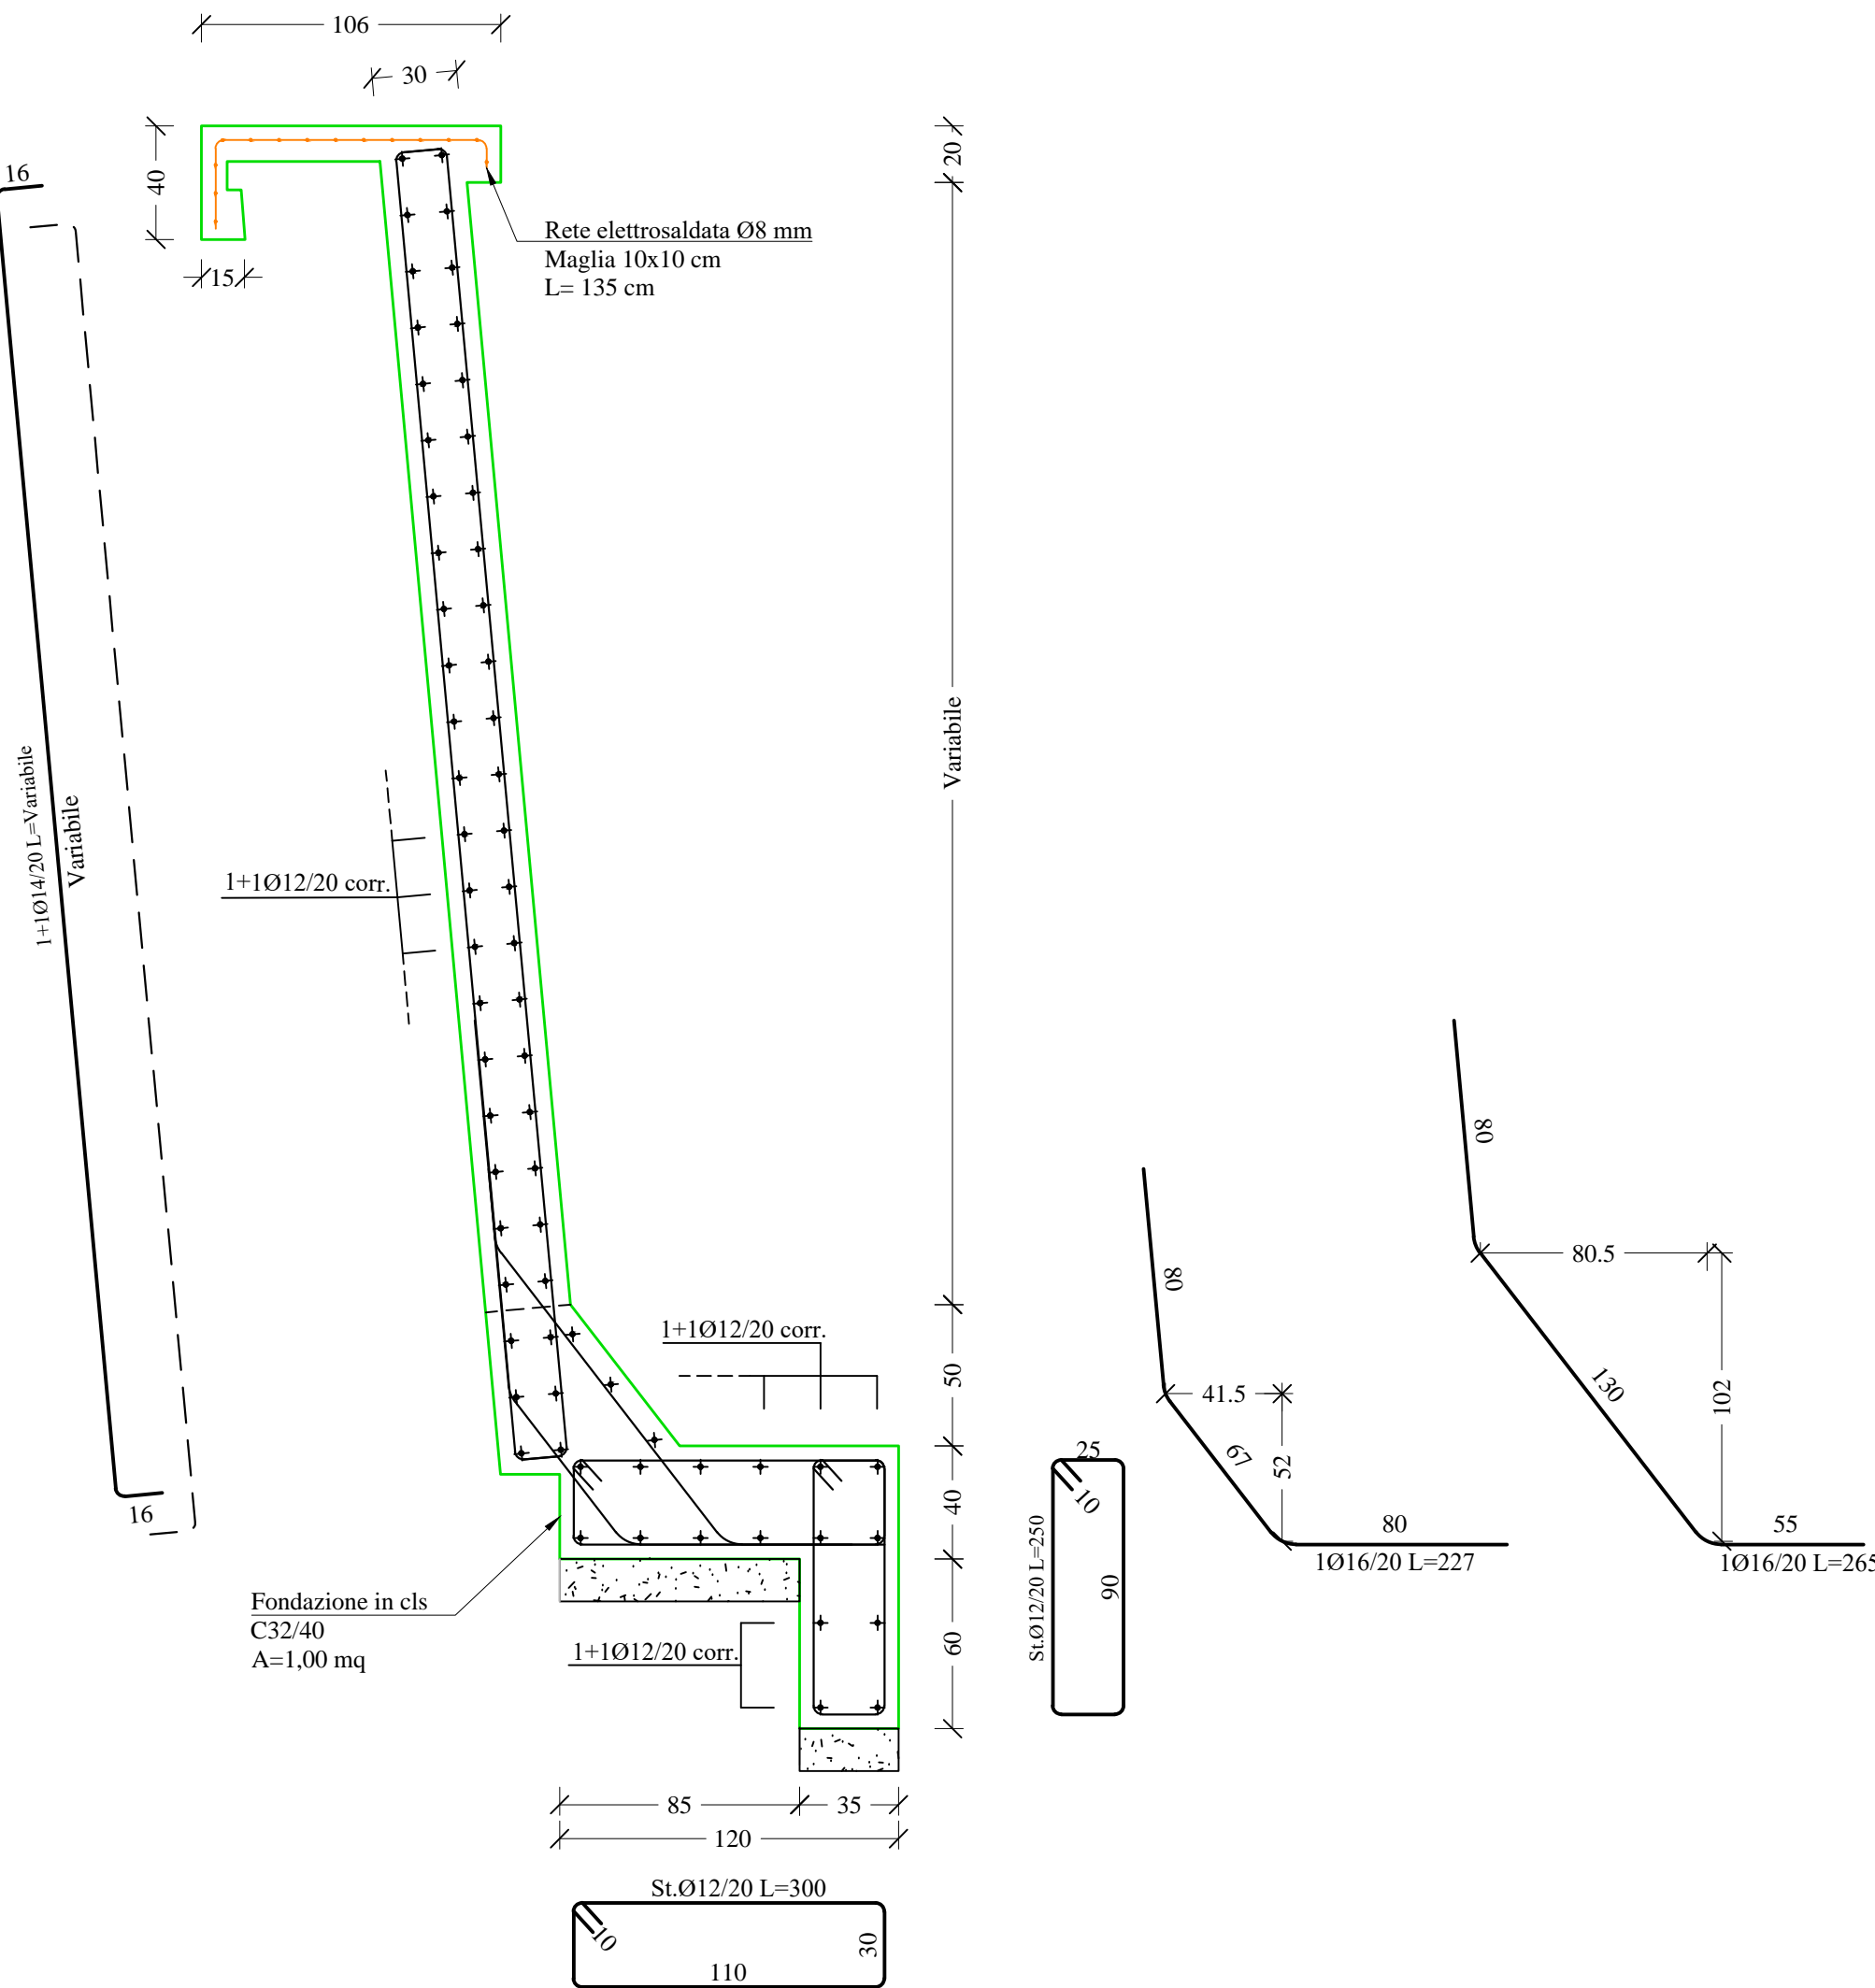 106
30
40
16
20
15
Rete elettrosaldata Ø8 mm
Maglia 10x10 cm
L= 135 cm
Variabile
1+1Ø14/20 L=Variabile
Variabile
1+1Ø12/20 corr.
80
80
80.5
130
102
55
1Ø16/20 L=265
1+1Ø12/20 corr.
50
41.5
67
52
80
1Ø16/20 L=227
16
40
25
10
90
St.Ø12/20 L=250
Fondazione in cls
C32/40
A=1,00 mq
1+1Ø12/20 corr.
60
85
35
120
St.Ø12/20 L=300
10
30
110